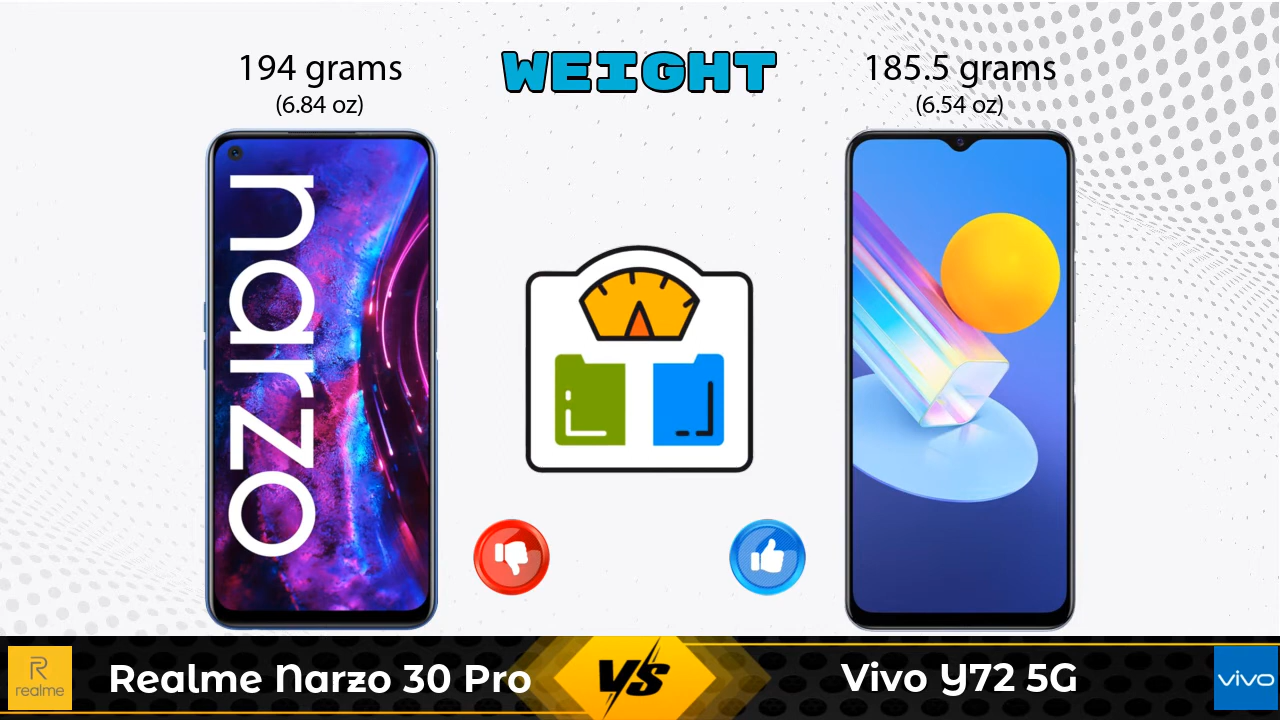 WEIGHT
194 grams
(6.84 oz)
185.5 grams
(6.54 oz)
narzo
R
realme
Realme Narzo 30 Pro
VS
Vivo Y72 5G
vivo